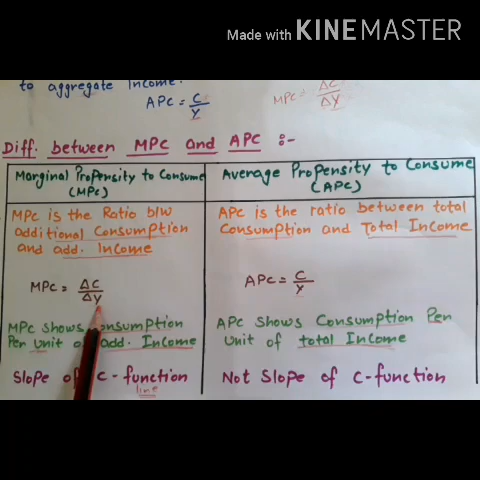 Made with KINEMASTER
to aggregate Income.
APC = C/Y
MPC = ΔC/ΔY
Diff. between MPC and APC :-
Marginal Propensity to Consume
(MPC)
MPC is the Ratio b/w
additional Consumption
and add. Income
MPC = ΔC/ΔY
MPC shows Consumption
Per Unit of add. Income
Slope of C-function
line
Average Propensity to Consume
(APC)
APC is the ratio between total
Consumption and Total Income
APC = C/Y
APC shows Consumption Per
Unit of total Income
Not Slope of C-function